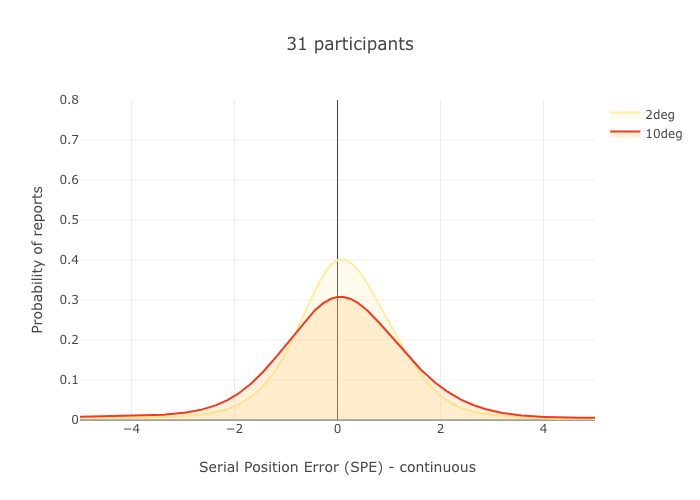 31 participants
0.8
0.7
0.6
0.5
0.4
0.3
0.2
0.1
0
−4
−2
0
2
4
Probability of reports
Serial Position Error (SPE) - continuous
2deg
10deg